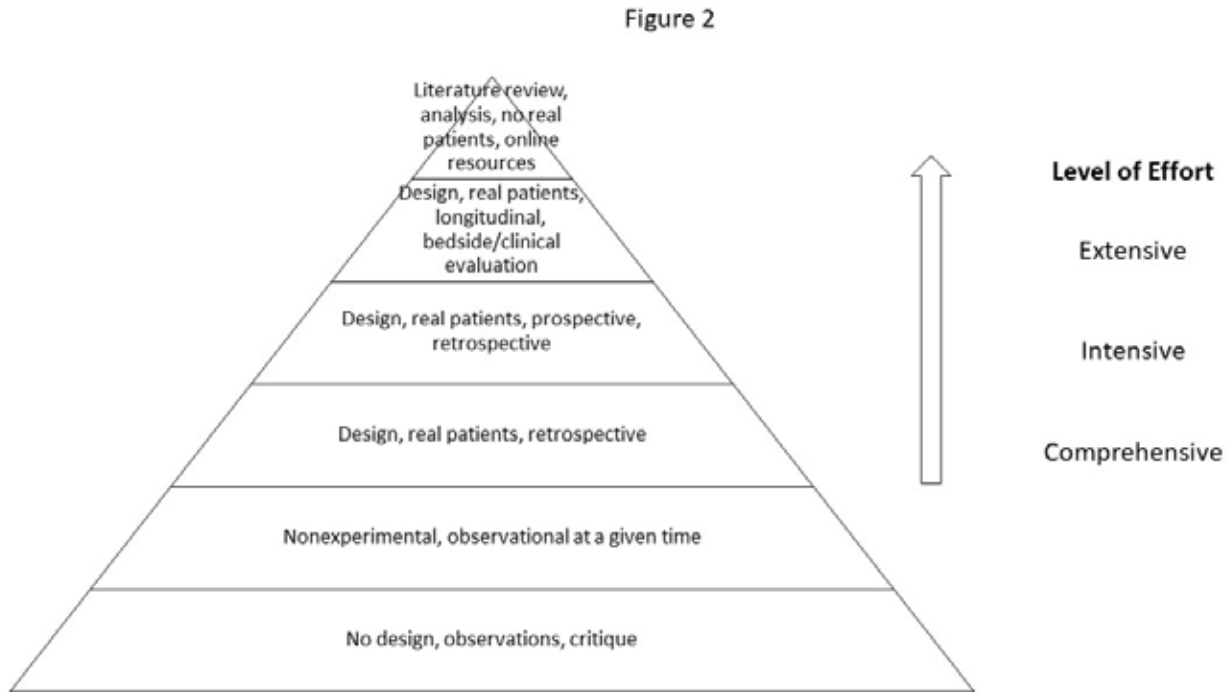 Figure 2
Literature review,
analysis, no real
patients, online
resources
Design, real patients,
longitudinal,
bedside/clinical
evaluation
Design, real patients, prospective,
retrospective
Design, real patients, retrospective
Nonexperimental, observational at a given time
No design, observations, critique
Level of Effort
Extensive
Intensive
Comprehensive